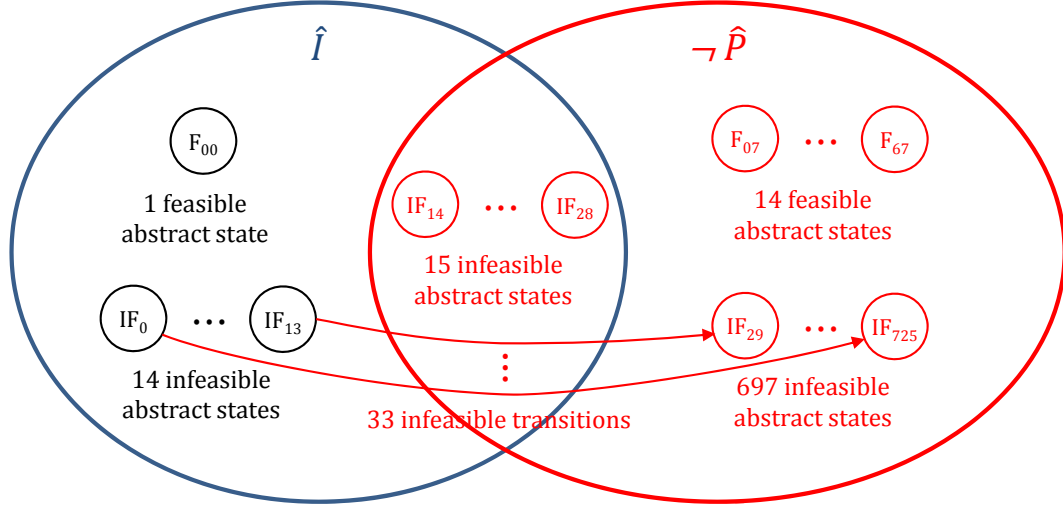 Î
¬ P̂
F₀₀
F₀₇ ··· F₆₇
1 feasible
abstract state
IF₁₄ ··· IF₂₈
14 feasible
abstract states
15 infeasible
abstract states
IF₀ ··· IF₁₃
IF₂₉ ··· IF₇₂₅
14 infeasible
abstract states
⋮
33 infeasible transitions
697 infeasible
abstract states